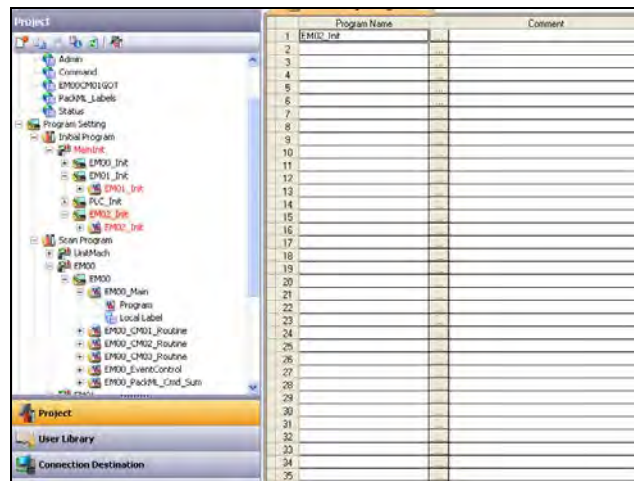 Project
Admin
Command
EM00CM01GOT
PackML_Labels
Status
Program Setting
Initial Program
MainInit
EM00_Init
EM01_Init
EM01_Init
PLC_Init
EM02_Init
EM02_Init
Scan Program
UnitMach
EM00
EM00
EM00_Main
Program
Local Label
EM00_CM01_Routine
EM00_CM02_Routine
EM00_CM03_Routine
EM00_EventControl
EM00_PackML_Cmd_Sum
Project
User Library
Connection Destination
Program Name Comment
1 EM02_Init ...
2
3
4
5
6
7
8
9
10
11
12
13
14
15
16
17
18
19
20
21
22
23
24
25
26
27
28
29
30
31
32
33
34
35